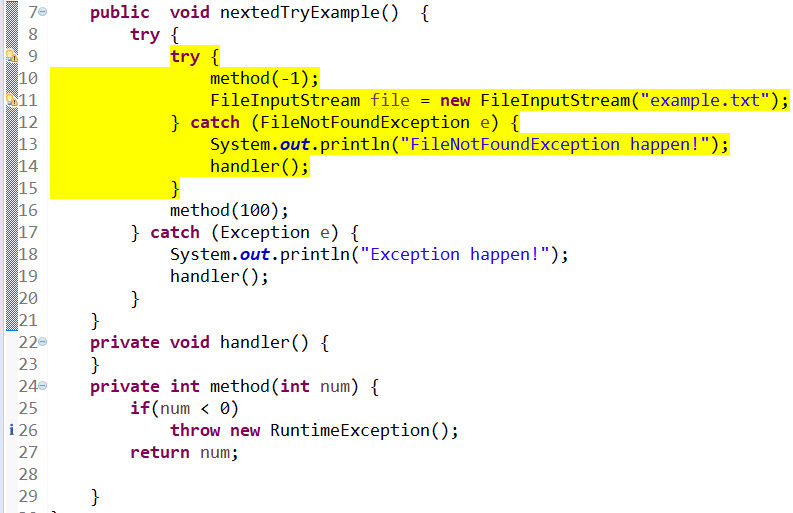 7 public  void nextedTryExample()  {
8 try {
9 try {
10 method(-1);
11 FileInputStream file = new FileInputStream("example.txt");
12 } catch (FileNotFoundException e) {
13 System.out.println("FileNotFoundException happen!");
14 handler();
15 }
16 method(100);
17 } catch (Exception e) {
18 System.out.println("Exception happen!");
19 handler();
20 }
21 }
22 private void handler() {
23 }
24 private int method(int num) {
25 if(num < 0)
26 throw new RuntimeException();
27 return num;
28
29 }